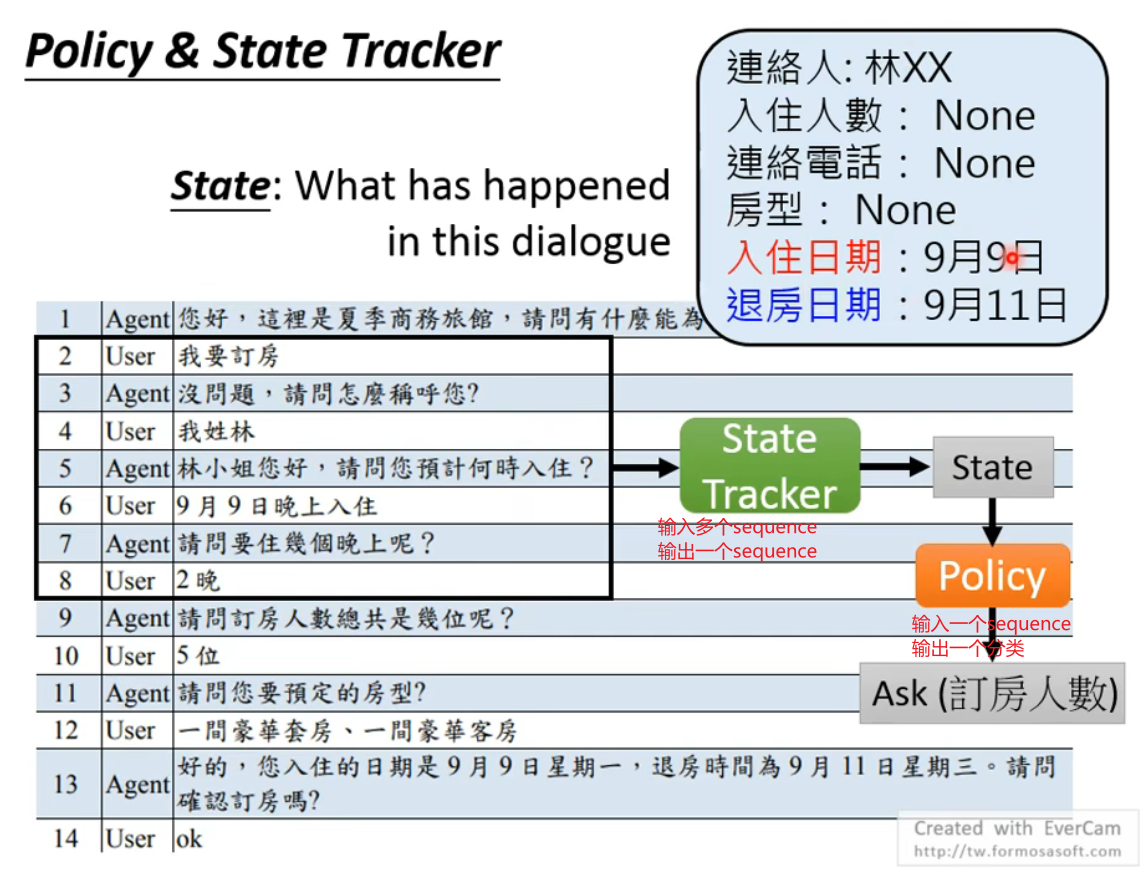 Policy & State Tracker
連絡人: 林XX
入住人數： None
連絡電話： None
房型： None
入住日期：9月9日
退房日期：9月11日
State: What has happened
in this dialogue
1 Agent 您好，這裡是夏季商務旅館，請問有什麼能為
2 User 我要訂房
3 Agent 沒問題，請問怎麼稱呼您?
4 User 我姓林
5 Agent 林小姐您好，請問您預計何時入住？
6 User 9月9日晚上入住
7 Agent 請問要住幾個晚上呢？
8 User 2晚
9 Agent 請問訂房人數總共是幾位呢？
10 User 5位
11 Agent 請問您要預定的房型?
12 User 一間豪華套房、一間豪華客房
13 Agent 好的，您入住的日期是9月9日星期一，退房時間為9月11日星期三。請問
確認訂房嗎?
14 User ok
State
Tracker
输入多个sequence
输出一个sequence
State
Policy
输入一个sequence
输出一个分类
Ask (訂房人數)
Created with EverCam
http://tw.formosasoft.com